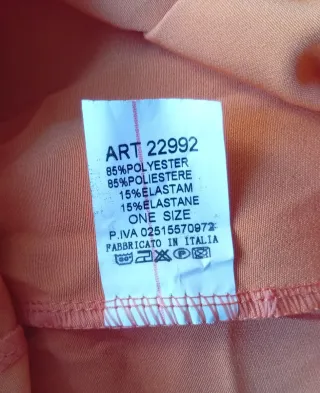 ART 22992
85%POLYESTER
85%POLIESTERE
15%ELASTAM
15%ELASTANE
ONE SIZE
P.IVA 02515570972
FABBRICATO IN ITALIA